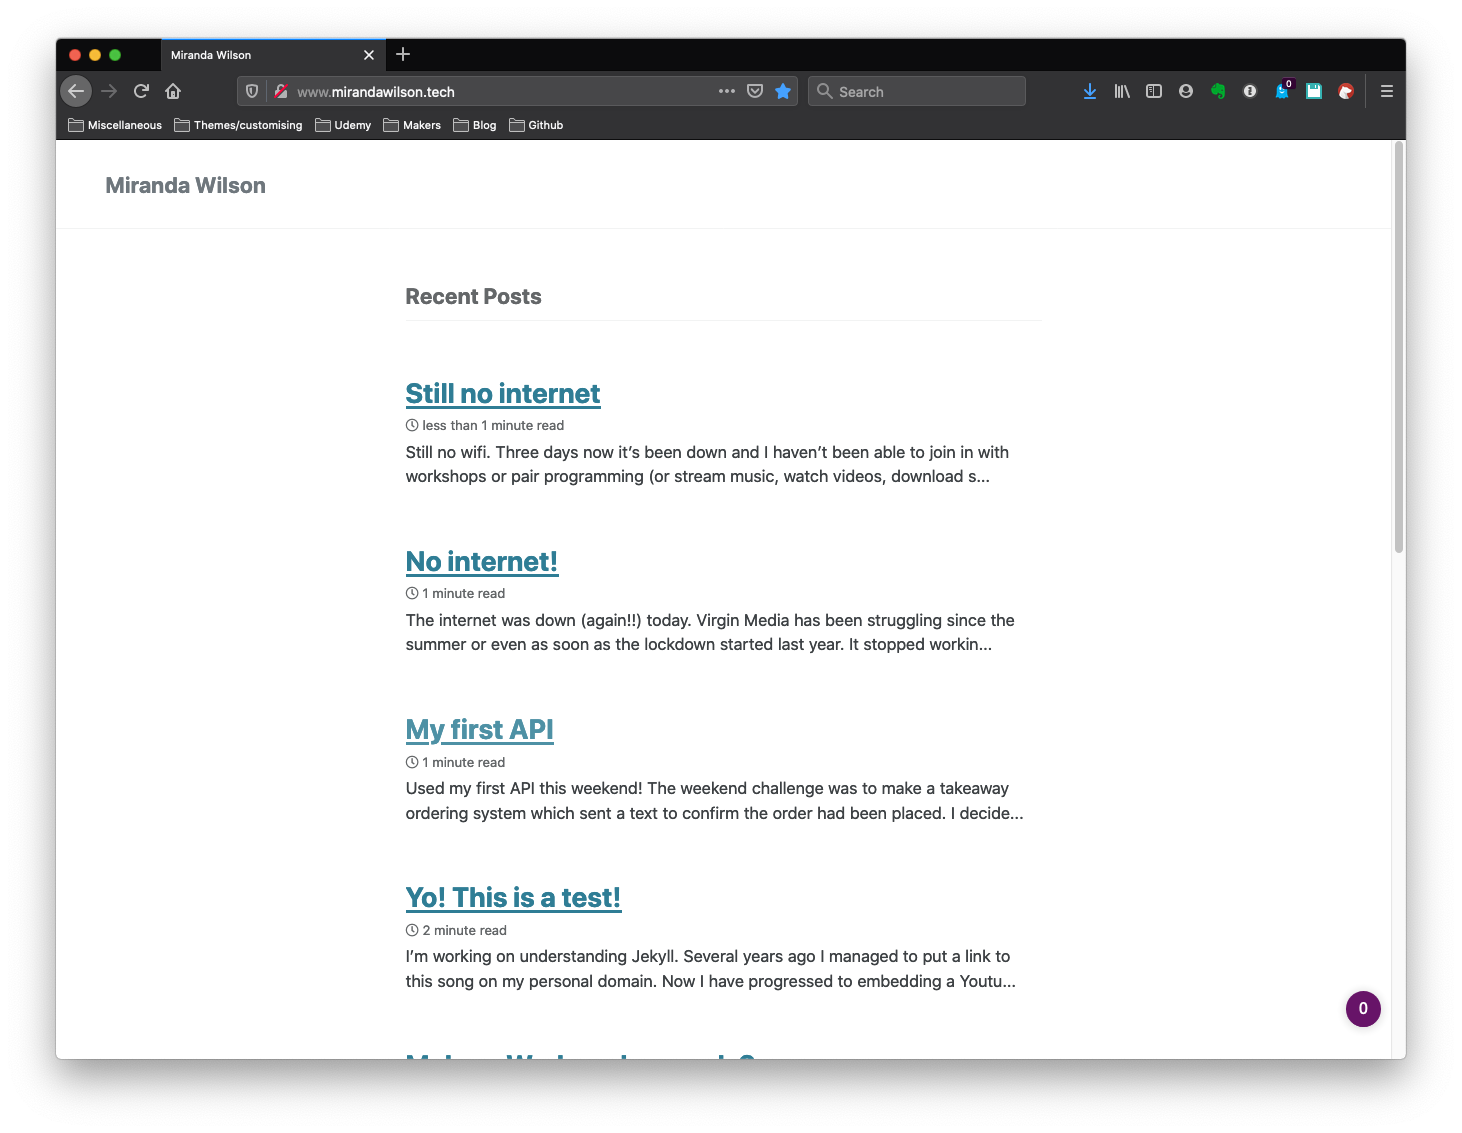 Miranda Wilson
www.mirandawilson.tech
Search
0
Miscellaneous
Themes/customising
Udemy
Makers
Blog
Github
Miranda Wilson
Recent Posts
Still no internet
less than 1 minute read
Still no wifi. Three days now it’s been down and I haven’t been able to join in with
workshops or pair programming (or stream music, watch videos, download s...
No internet!
1 minute read
The internet was down (again!!) today. Virgin Media has been struggling since the
summer or even as soon as the lockdown started last year. It stopped workin...
My first API
1 minute read
Used my first API this weekend! The weekend challenge was to make a takeaway
ordering system which sent a text to confirm the order had been placed. I decide...
Yo! This is a test!
2 minute read
I’m working on understanding Jekyll. Several years ago I managed to put a link to
this song on my personal domain. Now I have progressed to embedding a Youtu...
0